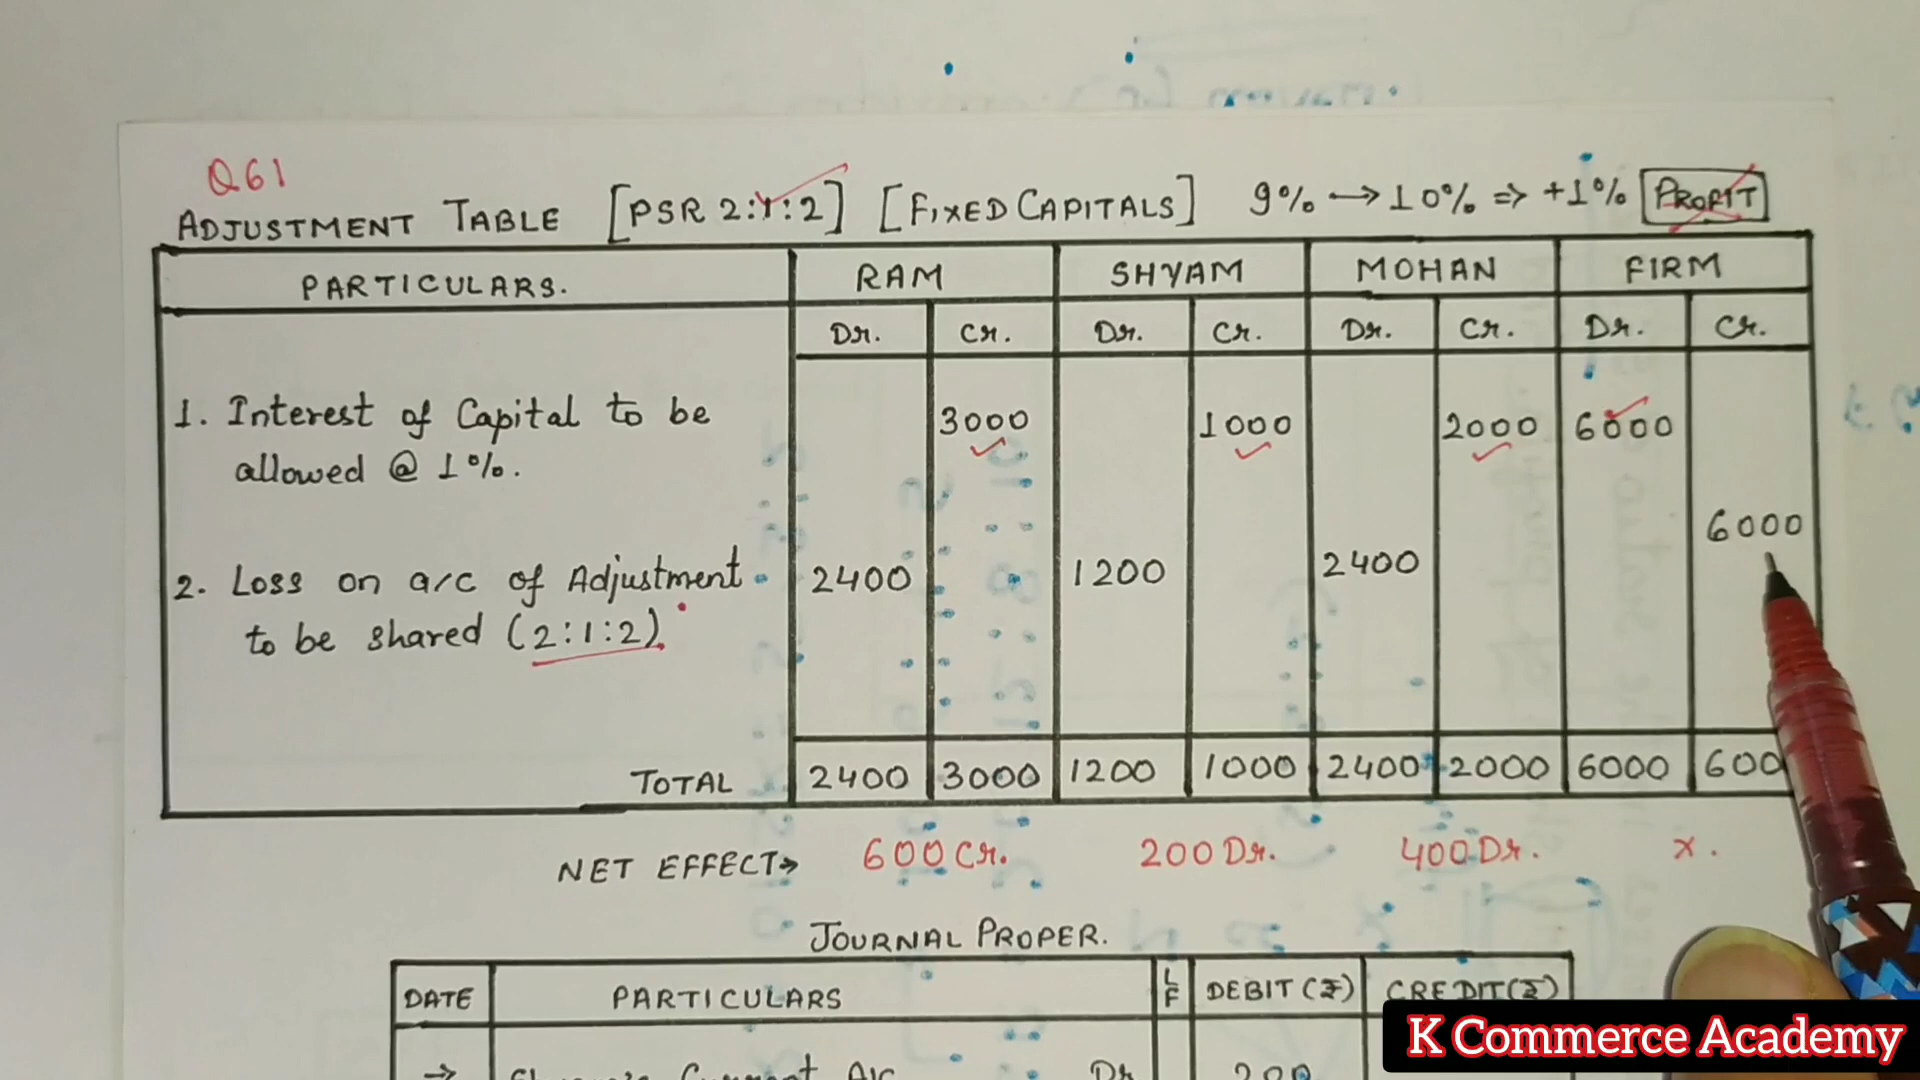 Q61
ADJUSTMENT TABLE [PSR 2:1:2] [FIXED CAPITALS] 9% → 10% ⇒ +1% PROFIT
PARTICULARS. RAM SHYAM MOHAN FIRM
Dr. Cr. Dr. Cr. Dr. Cr. Dr. Cr.
1. Interest of Capital to be 3000 1000 2000 6000
allowed @ 1%.
6000
2. Loss on a/c of Adjustment 2400 1200 2400
to be shared (2:1:2).
TOTAL 2400 3000 1200 1000 2400 2000 6000 600
NET EFFECT→ 600 Cr. 200 Dr. 400 Dr. x.
JOURNAL PROPER.
DATE PARTICULARS LF DEBIT (₹) CREDIT (₹)
→ Current A/c Dr 200
K Commerce Academy